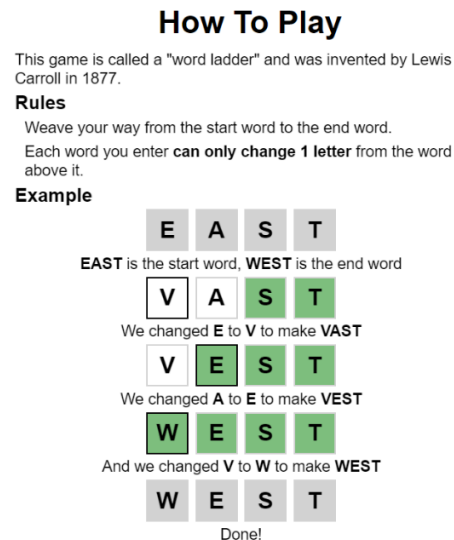 How To Play
This game is called a "word ladder" and was invented by Lewis
Carroll in 1877.
Rules
Weave your way from the start word to the end word.
Each word you enter can only change 1 letter from the word
above it.
Example
E A S T
EAST is the start word, WEST is the end word
V A S T
We changed E to V to make VAST
V E S T
We changed A to E to make VEST
W E S T
And we changed V to W to make WEST
W E S T
Done!